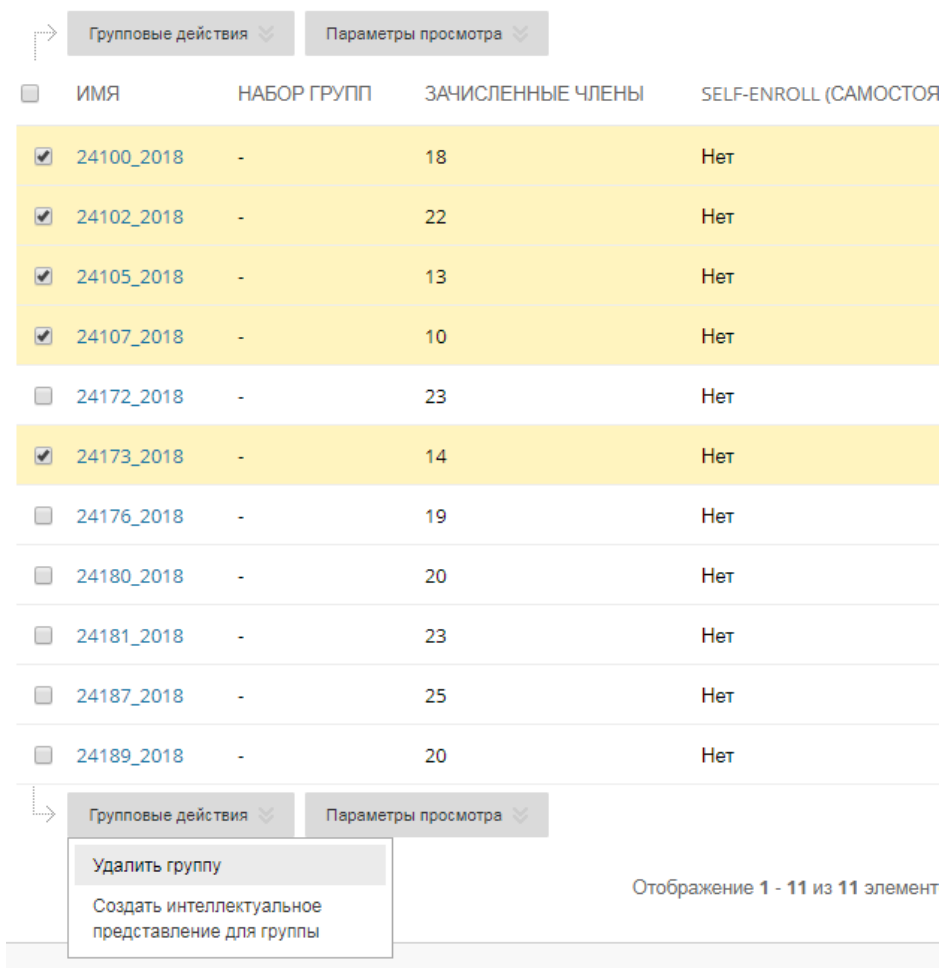 Групповые действия Параметры просмотра
ИМЯ НАБОР ГРУПП ЗАЧИСЛЕННЫЕ ЧЛЕНЫ SELF-ENROLL (САМОСТОЯ
24100_2018 - 18 Нет
24102_2018 - 22 Нет
24105_2018 - 13 Нет
24107_2018 - 10 Нет
24172_2018 - 23 Нет
24173_2018 - 14 Нет
24176_2018 - 19 Нет
24180_2018 - 20 Нет
24181_2018 - 23 Нет
24187_2018 - 25 Нет
24189_2018 - 20 Нет
Групповые действия Параметры просмотра
Удалить группу
Отображение 1 - 11 из 11 элемент
Создать интеллектуальное
представление для группы